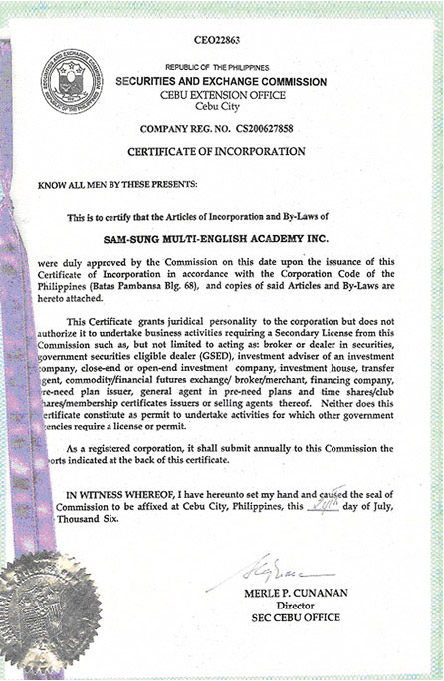 CEO22863
REPUBLIC OF THE PHILIPPINES
SECURITIES AND EXCHANGE COMMISSION
CEBU EXTENSION OFFICE
Cebu City
COMPANY REG. NO. CS200627858
CERTIFICATE OF INCORPORATION
KNOW ALL MEN BY THESE PRESENTS:
This is to certify that the Articles of Incorporation and By-Laws of
SAM-SUNG MULTI-ENGLISH ACADEMY INC.
were duly approved by the Commission on this date upon the issuance of this
Certificate of Incorporation in accordance with the Corporation Code of the
Philippines (Batas Pambansa Blg. 68), and copies of said Articles and By-Laws are
hereto attached.
This Certificate grants juridical personality to the corporation but does not
authorize it to undertake business activities requiring a Secondary License from this
Commission such as, but not limited to acting as: broker or dealer in securities,
government securities eligible dealer (GSED), investment adviser of an investment
company, close-end or open-end investment company, investment house, transfer
gent, commodity/financial futures exchange/ broker/merchant, financing company,
re-need plan issuer, general agent in pre-need plans and time shares/club
hares/membership certificates issuers or selling agents thereof. Neither does this
ertificate constitute as permit to undertake activities for which other government
gencies require a license or permit.
As a registered corporation, it shall submit annually to this Commission the
orts indicated at the back of this certificate.
IN WITNESS WHEREOF, I have hereunto set my hand and caused the seal of
Commission to be affixed at Cebu City, Philippines, this day of July,
Thousand Six.
MERLE P. CUNANAN
Director
SEC CEBU OFFICE